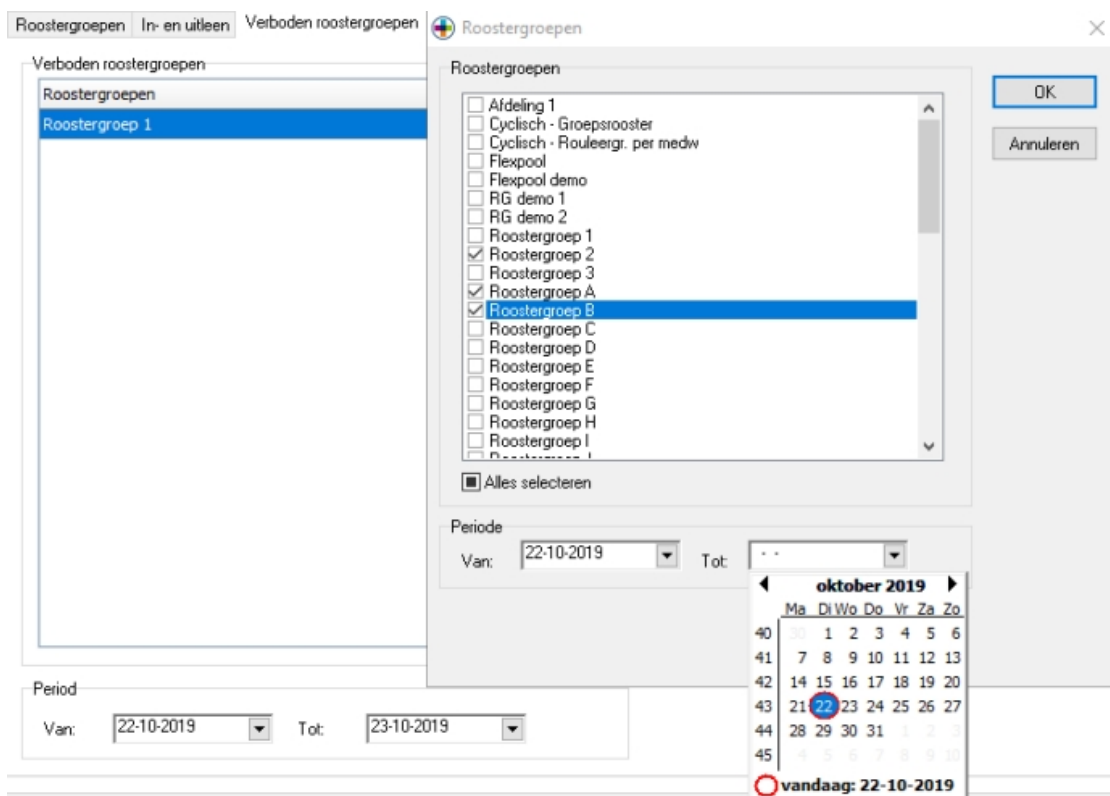 Roostergroepen In- en uitleen Verboden roostergroepen
Verboden roostergroepen
Roostergroepen
Roostergroep 1
Period
Van: 22-10-2019 Tot: 23-10-2019
Roostergroepen
Roostergroepen
Afdeling 1
Cyclisch - Groepsrooster
Cyclisch - Rouleergr. per medw
Flexpool
Flexpool demo
RG demo 1
RG demo 2
Roostergroep 1
Roostergroep 2
Roostergroep 3
Roostergroep A
Roostergroep B
Roostergroep C
Roostergroep D
Roostergroep E
Roostergroep F
Roostergroep G
Roostergroep H
Roostergroep I
Alles selecteren
OK
Annuleren
Periode
Van: 22-10-2019 Tot: - -
oktober 2019
Ma Di Wo Do Vr Za Zo
40 30 1 2 3 4 5 6
41 7 8 9 10 11 12 13
42 14 15 16 17 18 19 20
43 21 22 23 24 25 26 27
44 28 29 30 31 1 2 3
45 4 5 6 7 8 9 10
vandaag: 22-10-2019